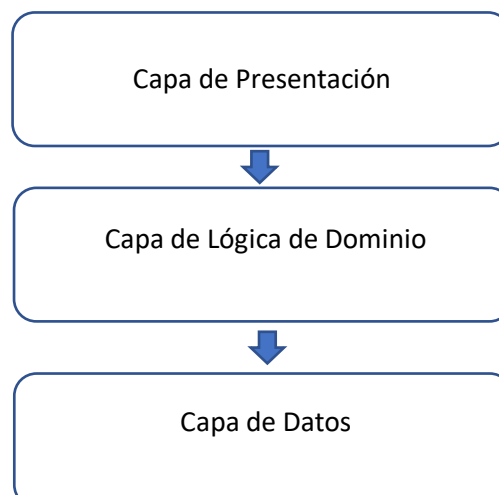 Capa de Presentación
Capa de Lógica de Dominio
Capa de Datos